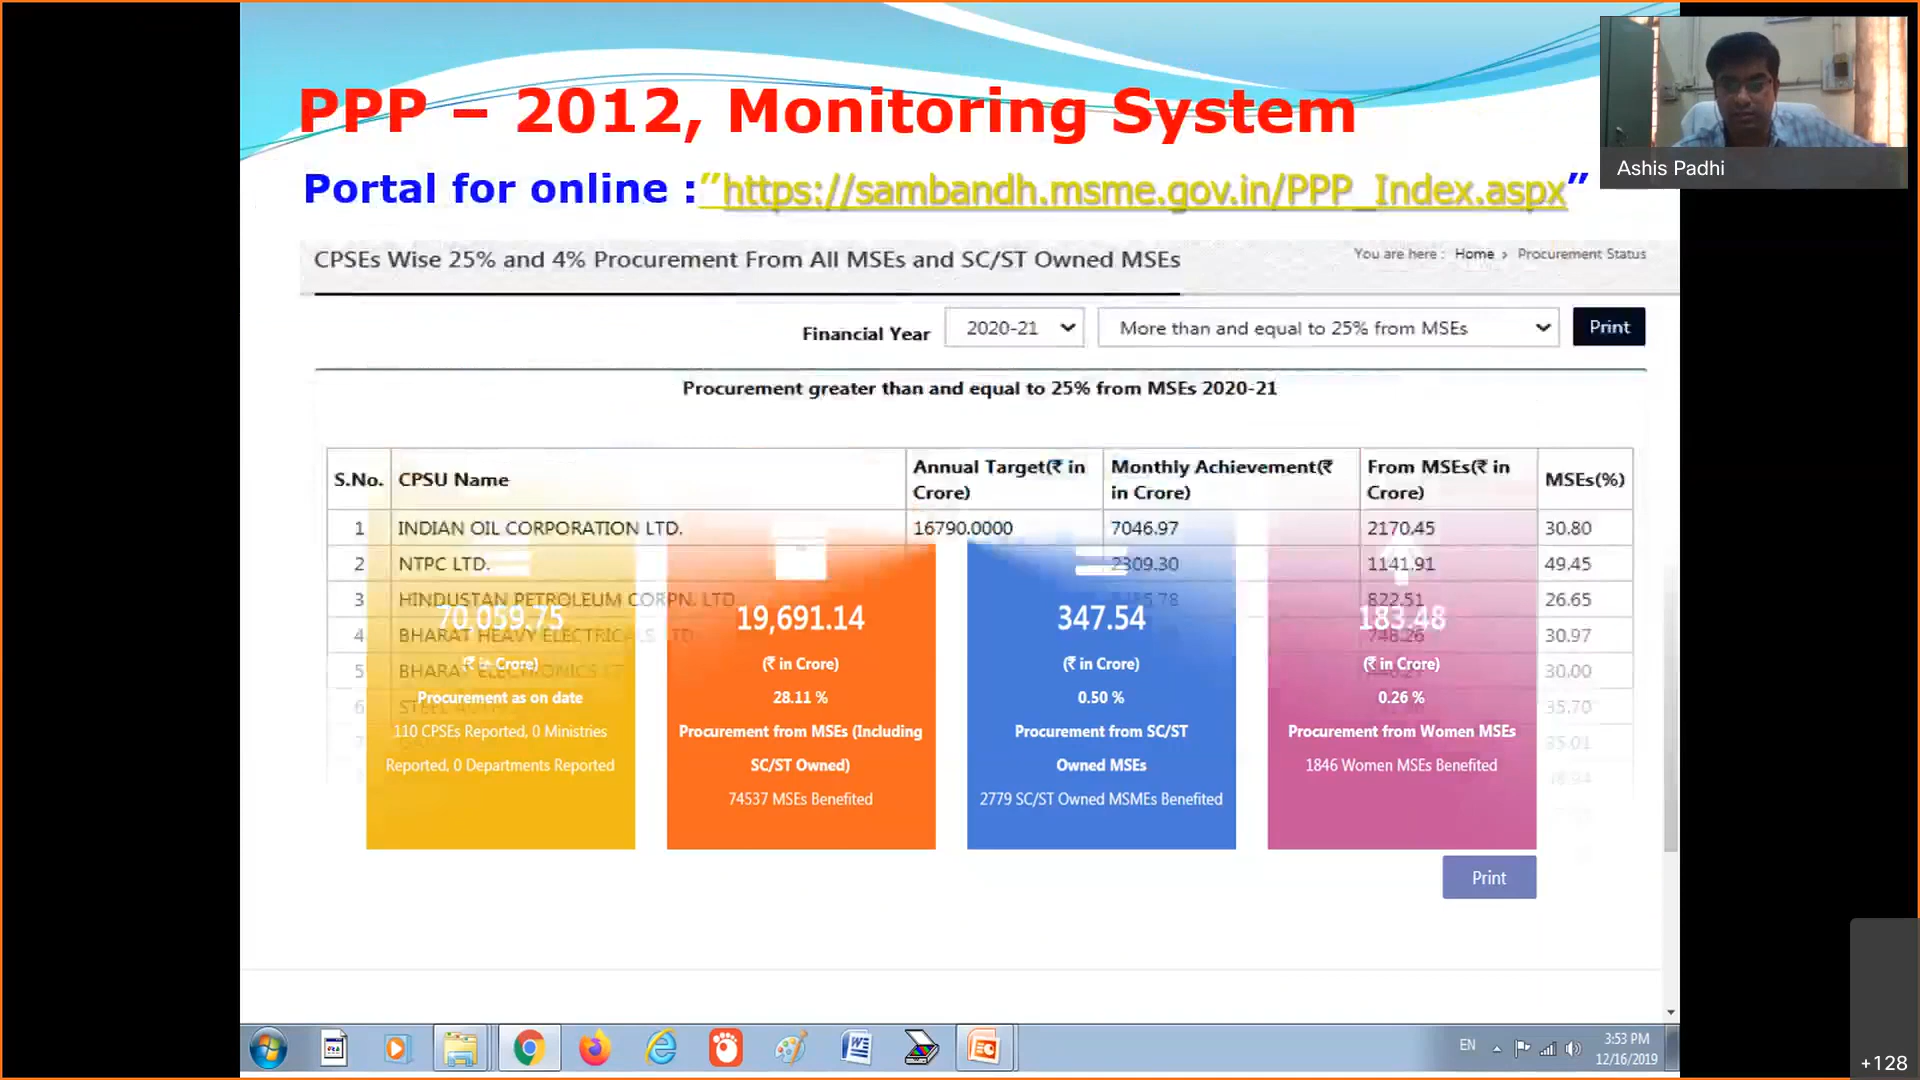 PPP – 2012, Monitoring System
Portal for online :"https://sambandh.msme.gov.in/PPP_Index.aspx"
Ashis Padhi
CPSEs Wise 25% and 4% Procurement From All MSEs and SC/ST Owned MSEs
You are here : Home › Procurement Status
Financial Year 2020-21 More than and equal to 25% from MSEs Print
Procurement greater than and equal to 25% from MSEs 2020-21
S.No. CPSU Name Annual Target(₹ in Crore) Monthly Achievement(₹ in Crore) From MSEs(₹ in Crore) MSEs(%)
1 INDIAN OIL CORPORATION LTD. 16790.0000 7046.97 2170.45 30.80
2 NTPC LTD. 2309.30 1141.91 49.45
3 HINDUSTAN PETROLEUM CORPN. LTD 822.51 26.65
4 BHARAT HEAVY ELECTRICALS LTD 748.26 30.97
5 BHARAT ELECTRONICS 30.00
6 STEEL 35.70
35.01
70,059.75
(₹ in Crore)
Procurement as on date
110 CPSEs Reported, 0 Ministries
Reported, 0 Departments Reported
19,691.14
(₹ in Crore)
28.11 %
Procurement from MSEs (Including
SC/ST Owned)
74537 MSEs Benefited
347.54
(₹ in Crore)
0.50 %
Procurement from SC/ST
Owned MSEs
2779 SC/ST Owned MSMEs Benefited
183.48
(₹ in Crore)
0.26 %
Procurement from Women MSEs
1846 Women MSEs Benefited
Print
EN
3:53 PM
12/16/2019
+128